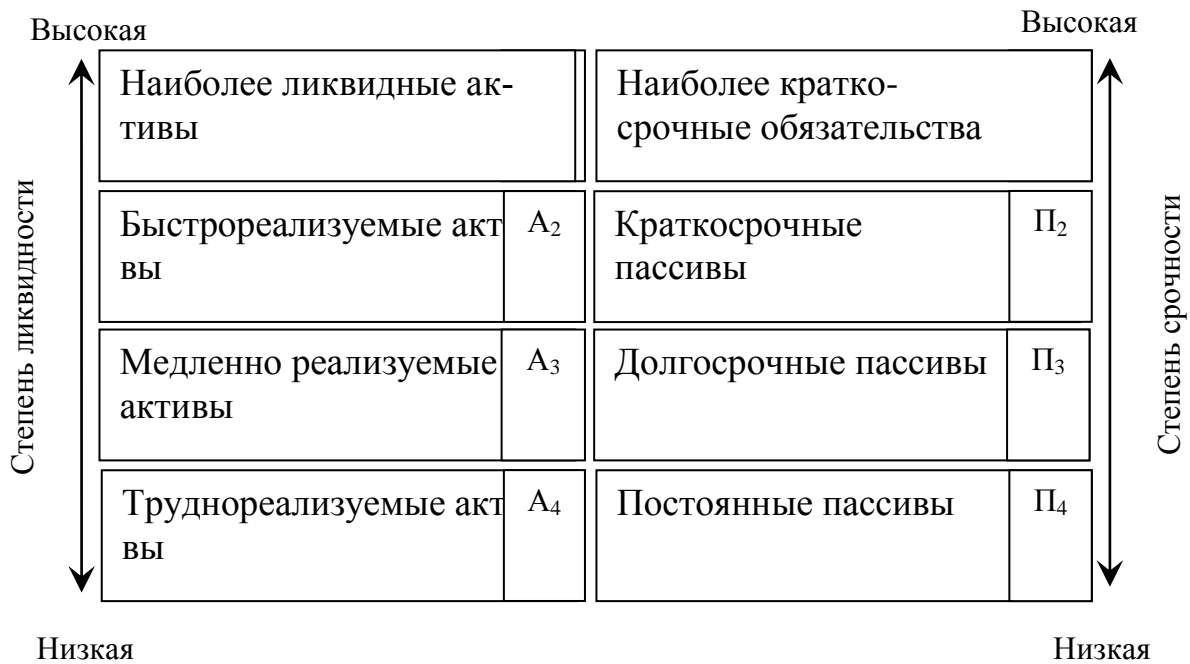 Высокая
Высокая
Наиболее ликвидные ак-
тивы
Наиболее кратко-
срочные обязательства
Быстрореализуемые акт
вы
А2
Краткосрочные
пассивы
П2
Медленно реализуемые
активы
А3
Долгосрочные пассивы
П3
Труднореализуемые акт
вы
А4
Постоянные пассивы
П4
Степень ликвидности
Степень срочности
Низкая
Низкая